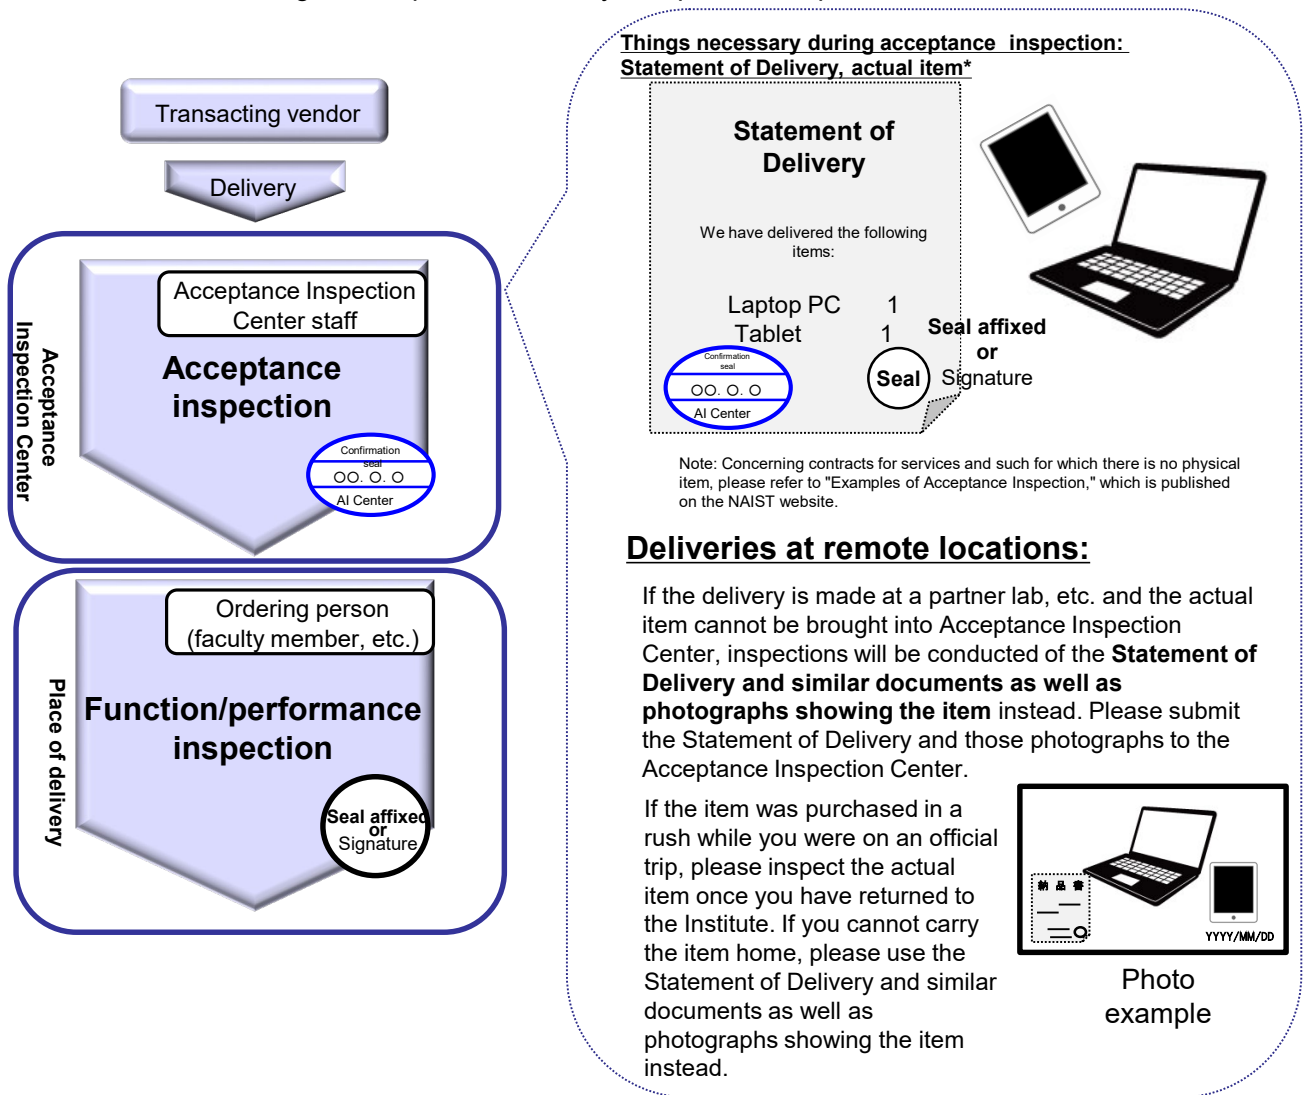 Things necessary during acceptance inspection:
Statement of Delivery, actual item*
Transacting vendor
Delivery
Acceptance
Inspection Center
Acceptance Inspection
Center staff
Acceptance
inspection
Confirmation
seal
OO. O. O
AI Center
Place of delivery
Ordering person
(faculty member, etc.)
Function/performance
inspection
Seal affixed
or
Signature
Statement of
Delivery
We have delivered the following
items:
Laptop PC 1
Tablet 1
Confirmation
seal
OO. O. O
AI Center
Seal
Seal affixed
or
Signature
Note: Concerning contracts for services and such for which there is no physical
item, please refer to "Examples of Acceptance Inspection," which is published
on the NAIST website.
Deliveries at remote locations:
If the delivery is made at a partner lab, etc. and the actual
item cannot be brought into Acceptance Inspection
Center, inspections will be conducted of the Statement of
Delivery and similar documents as well as
photographs showing the item instead. Please submit
the Statement of Delivery and those photographs to the
Acceptance Inspection Center.
If the item was purchased in a
rush while you were on an official
trip, please inspect the actual
item once you have returned to
the Institute. If you cannot carry
the item home, please use the
Statement of Delivery and similar
documents as well as
photographs showing the item
instead.
納品書
YYYY/MM/DD
Photo
example